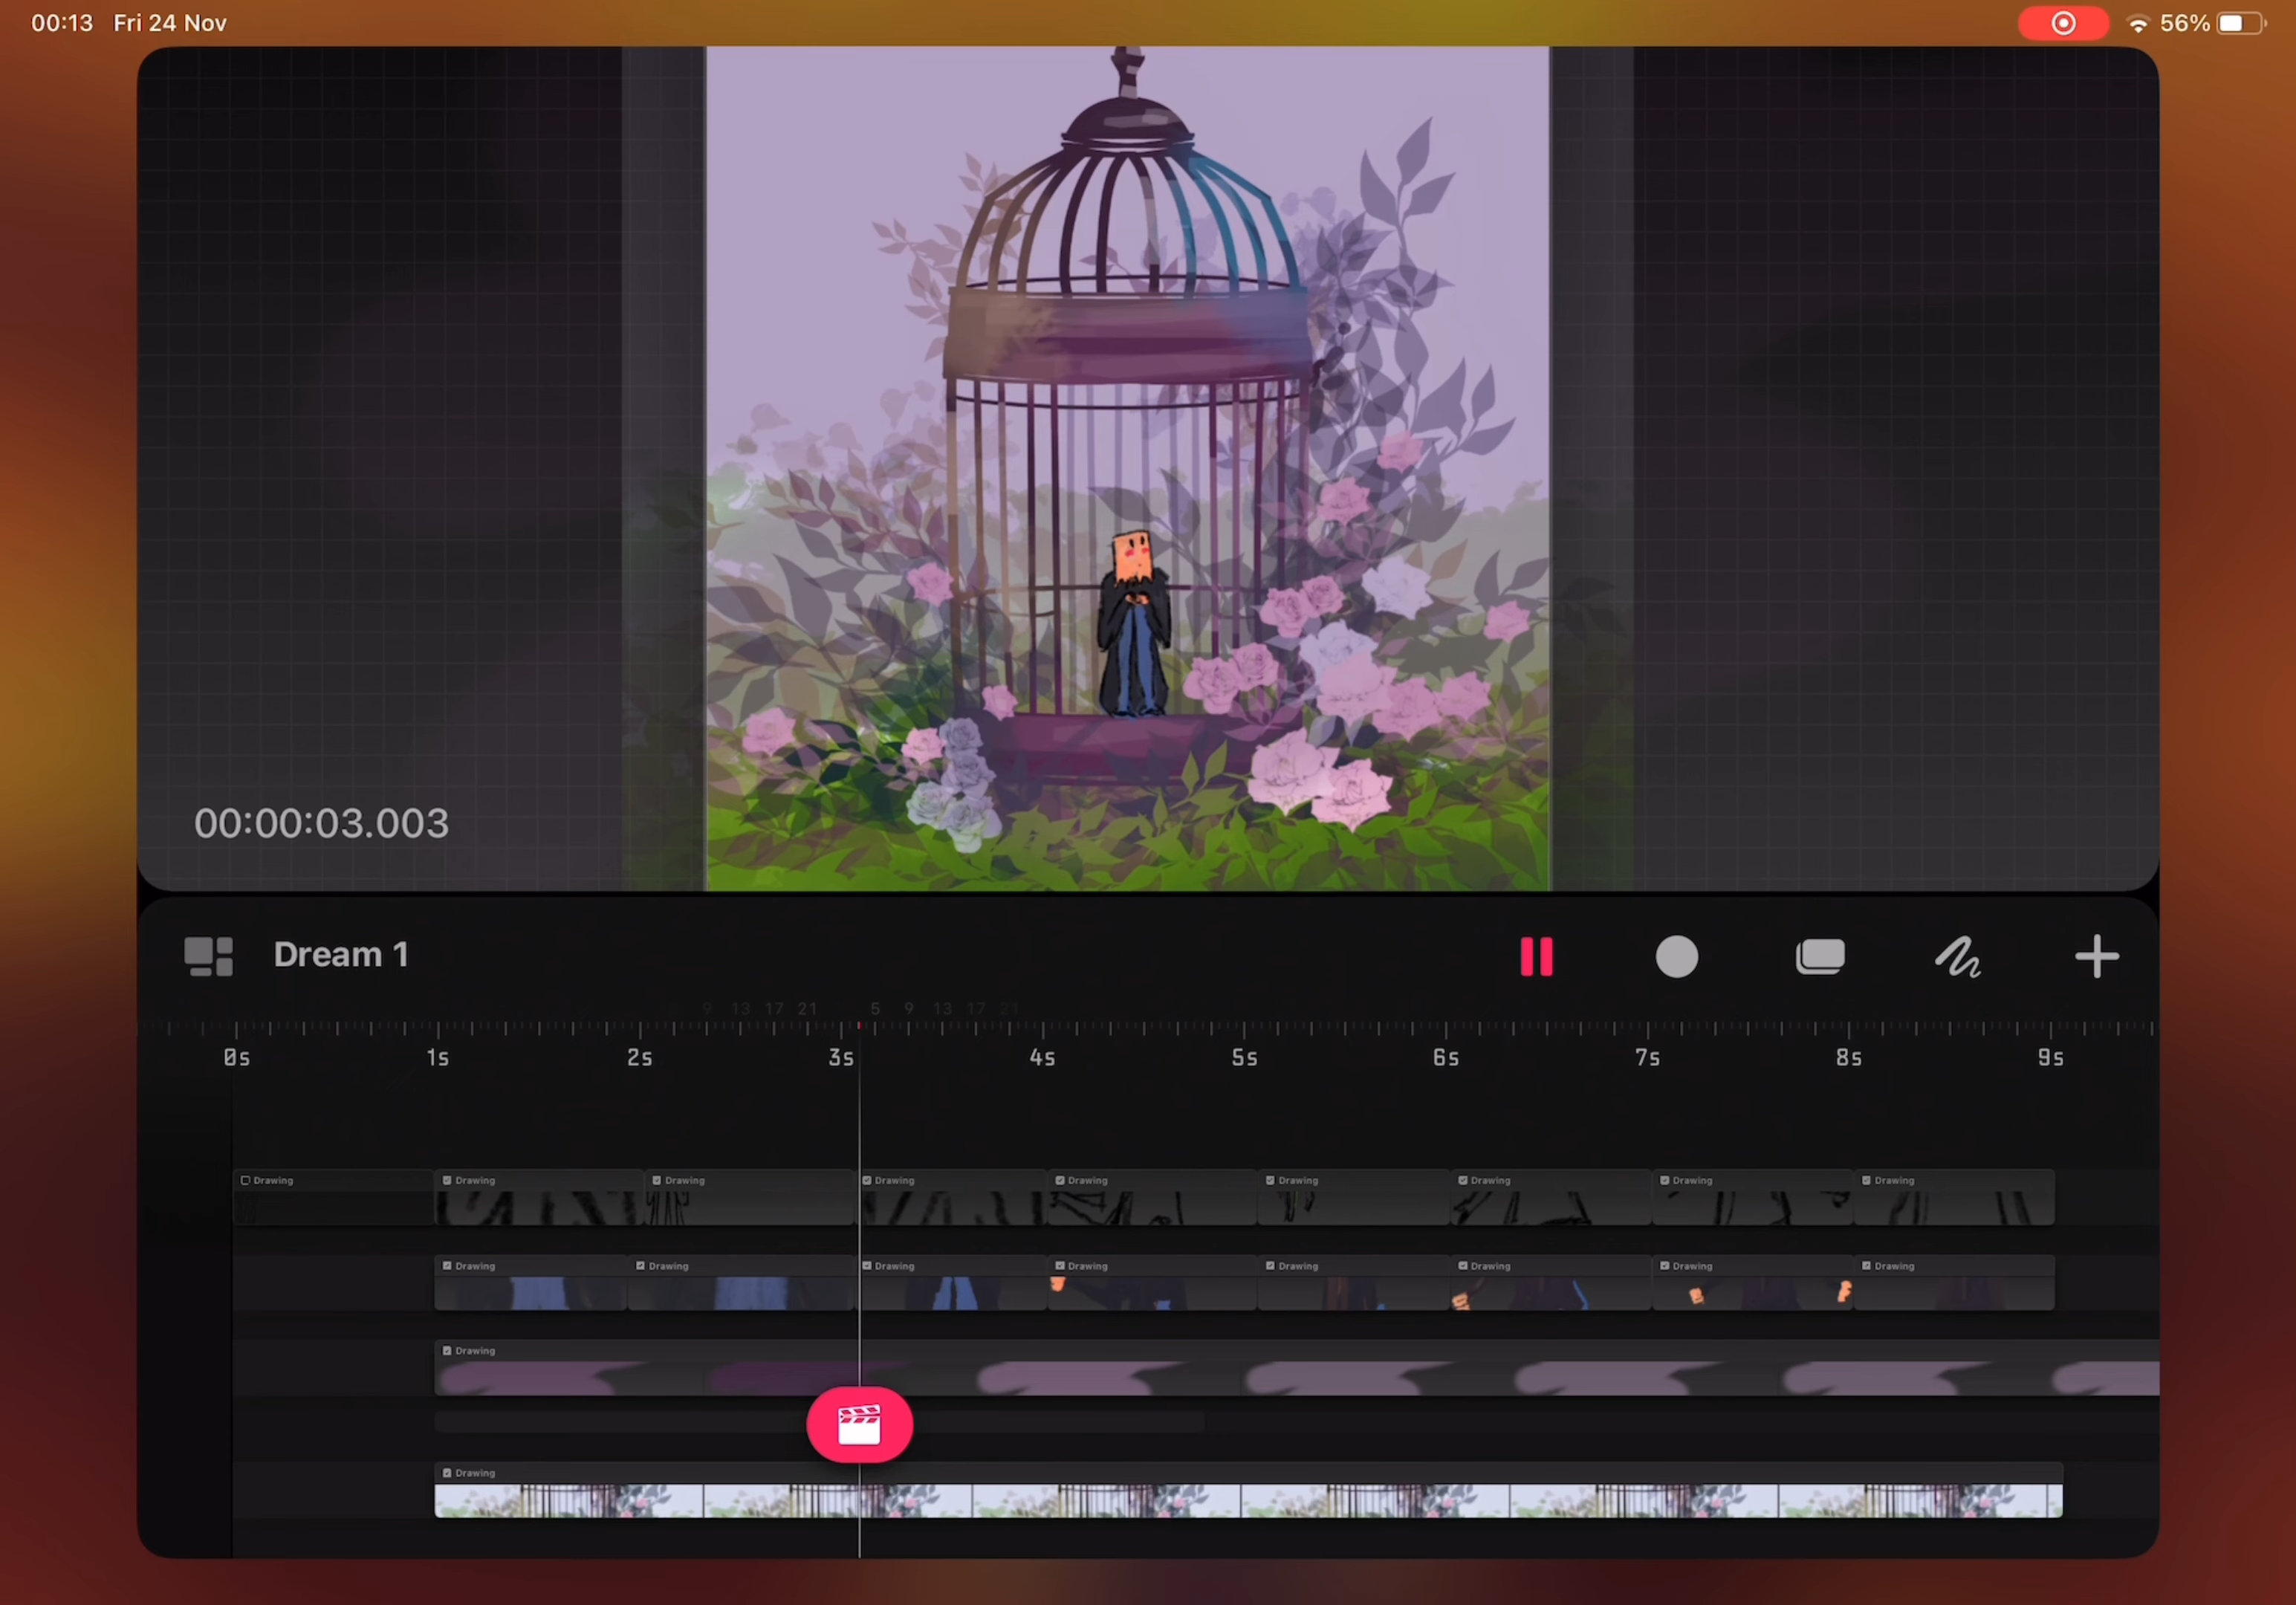 00:13 Fri 24 Nov 56%
00:00:03.003
Dream 1
9 13 17 21 5 9 13 17 21
0s 1s 2s 3s 4s 5s 6s 7s 8s 9s
Drawing Drawing Drawing Drawing Drawing Drawing Drawing Drawing Drawing
Drawing Drawing Drawing Drawing Drawing Drawing Drawing Drawing
Drawing
Drawing